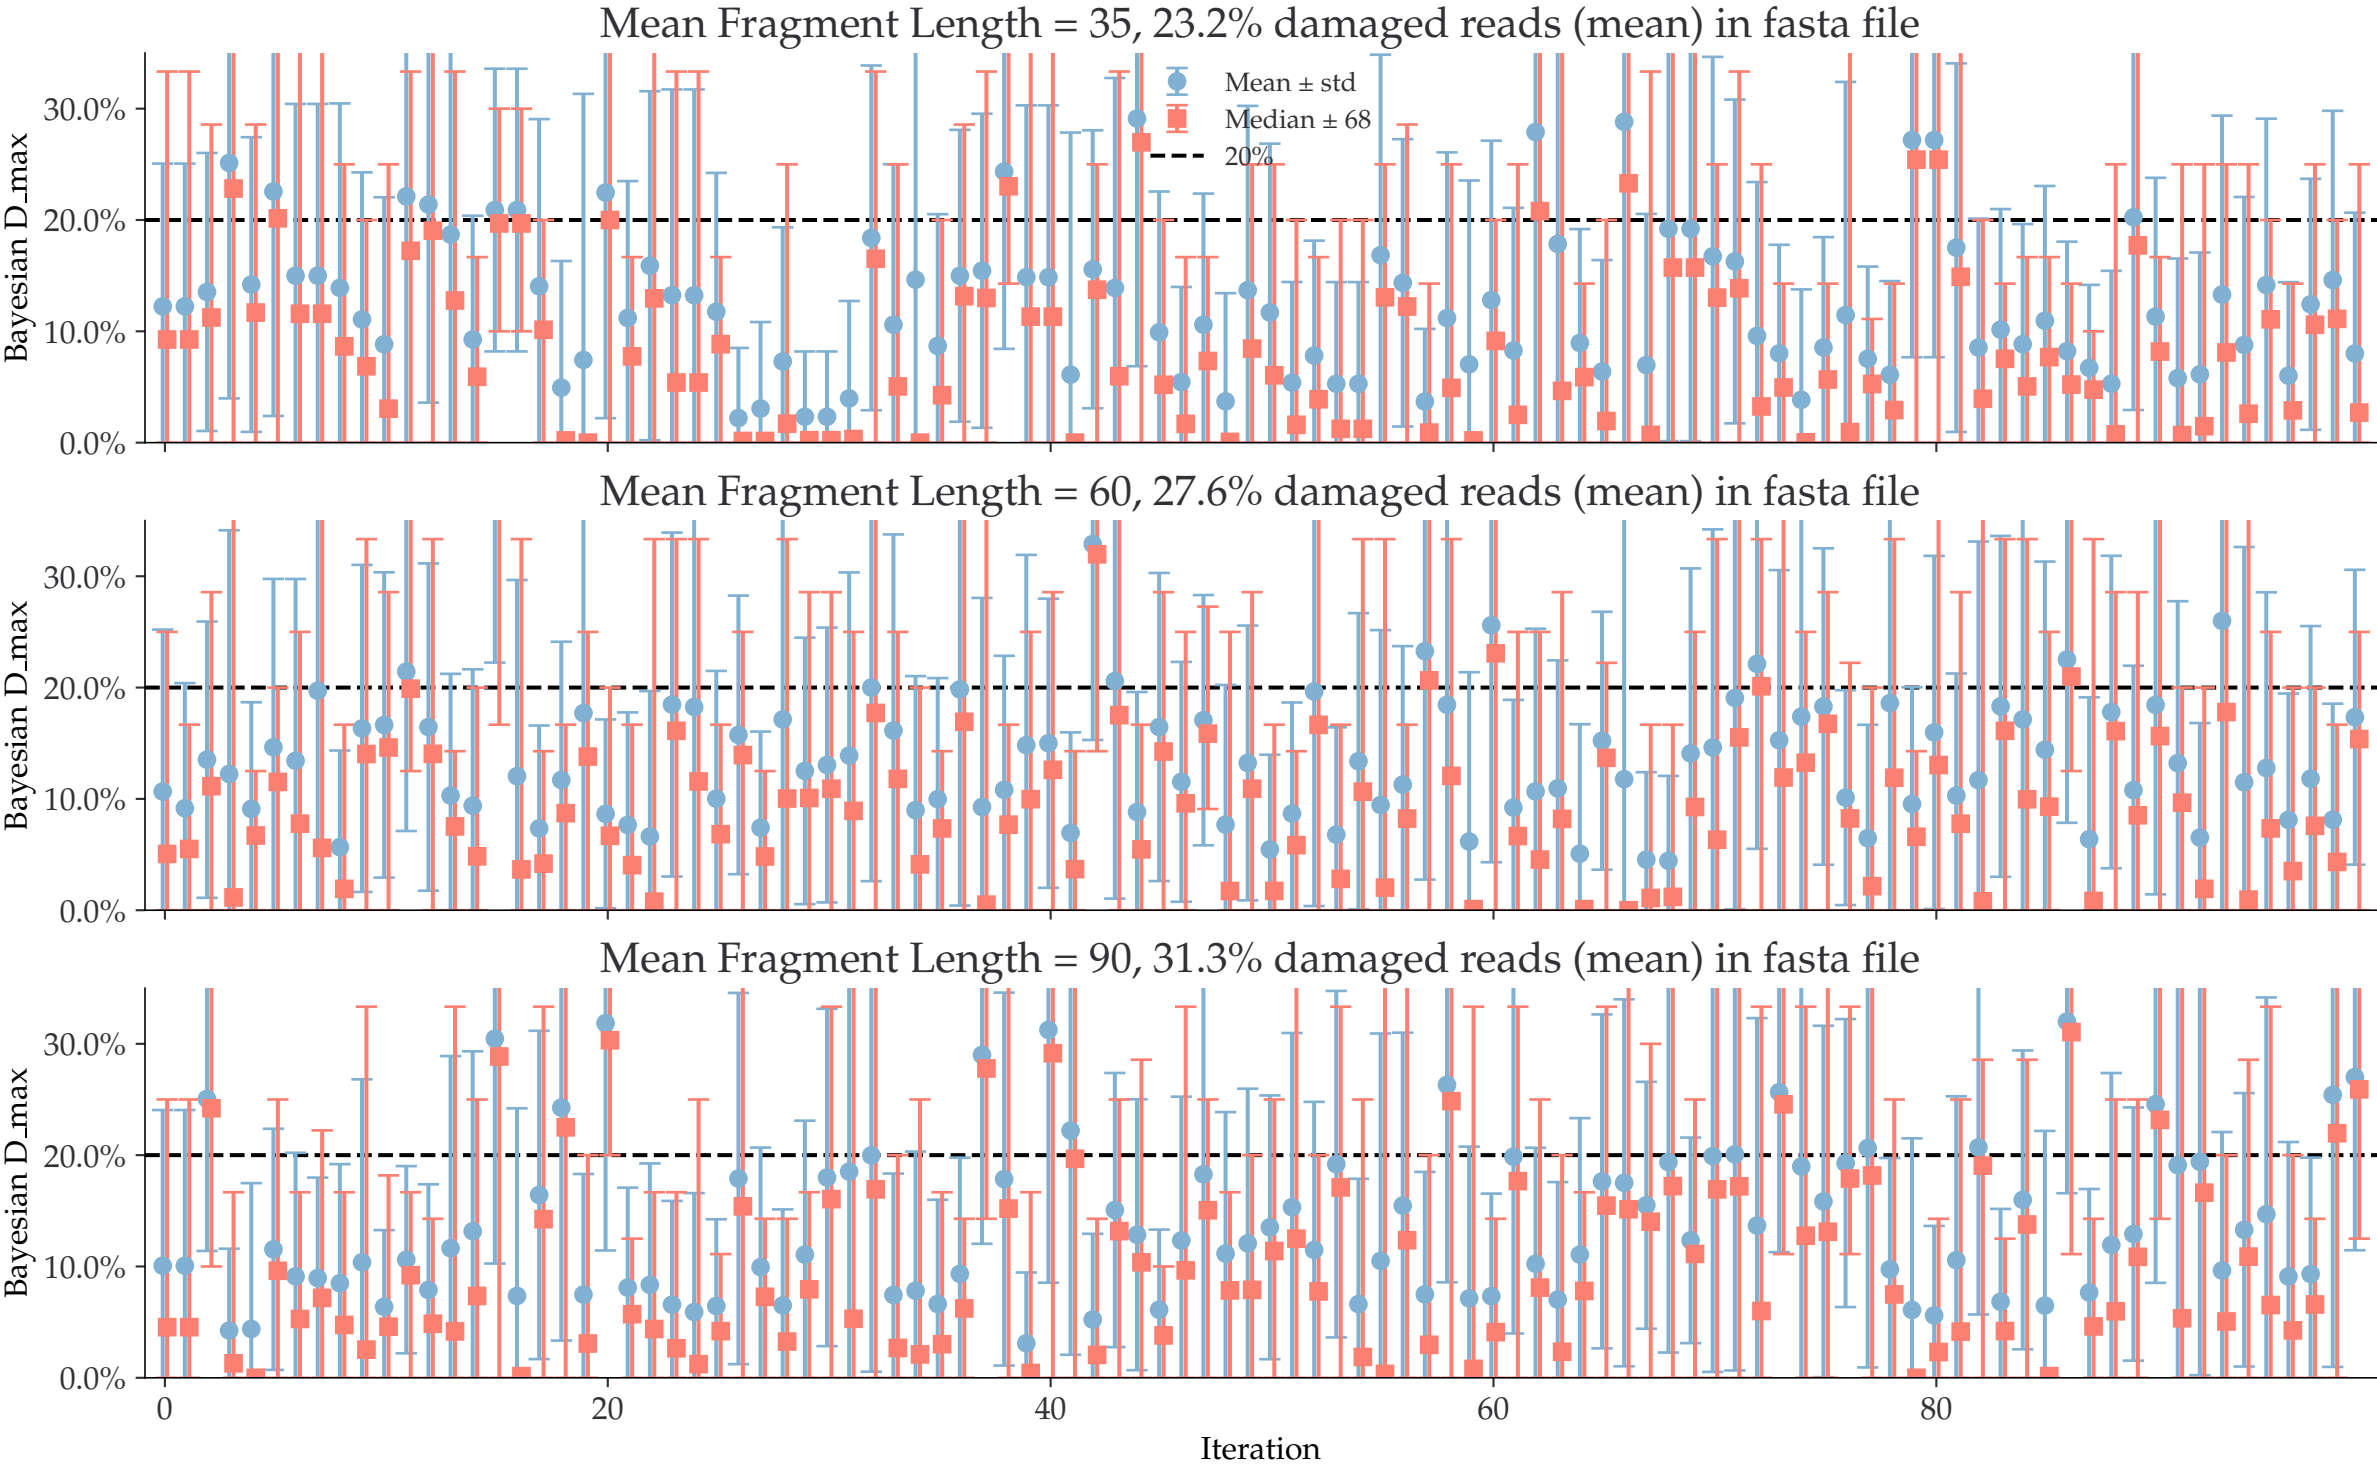 Mean Fragment Length = 35, 23.2% damaged reads (mean) in fasta file
Bayesian D_max
30.0%
20.0%
10.0%
0.0%
Mean ± std
Median ± 68
20%
Mean Fragment Length = 60, 27.6% damaged reads (mean) in fasta file
Bayesian D_max
30.0%
20.0%
10.0%
0.0%
Mean Fragment Length = 90, 31.3% damaged reads (mean) in fasta file
Bayesian D_max
30.0%
20.0%
10.0%
0.0%
0 20 40 60 80
Iteration